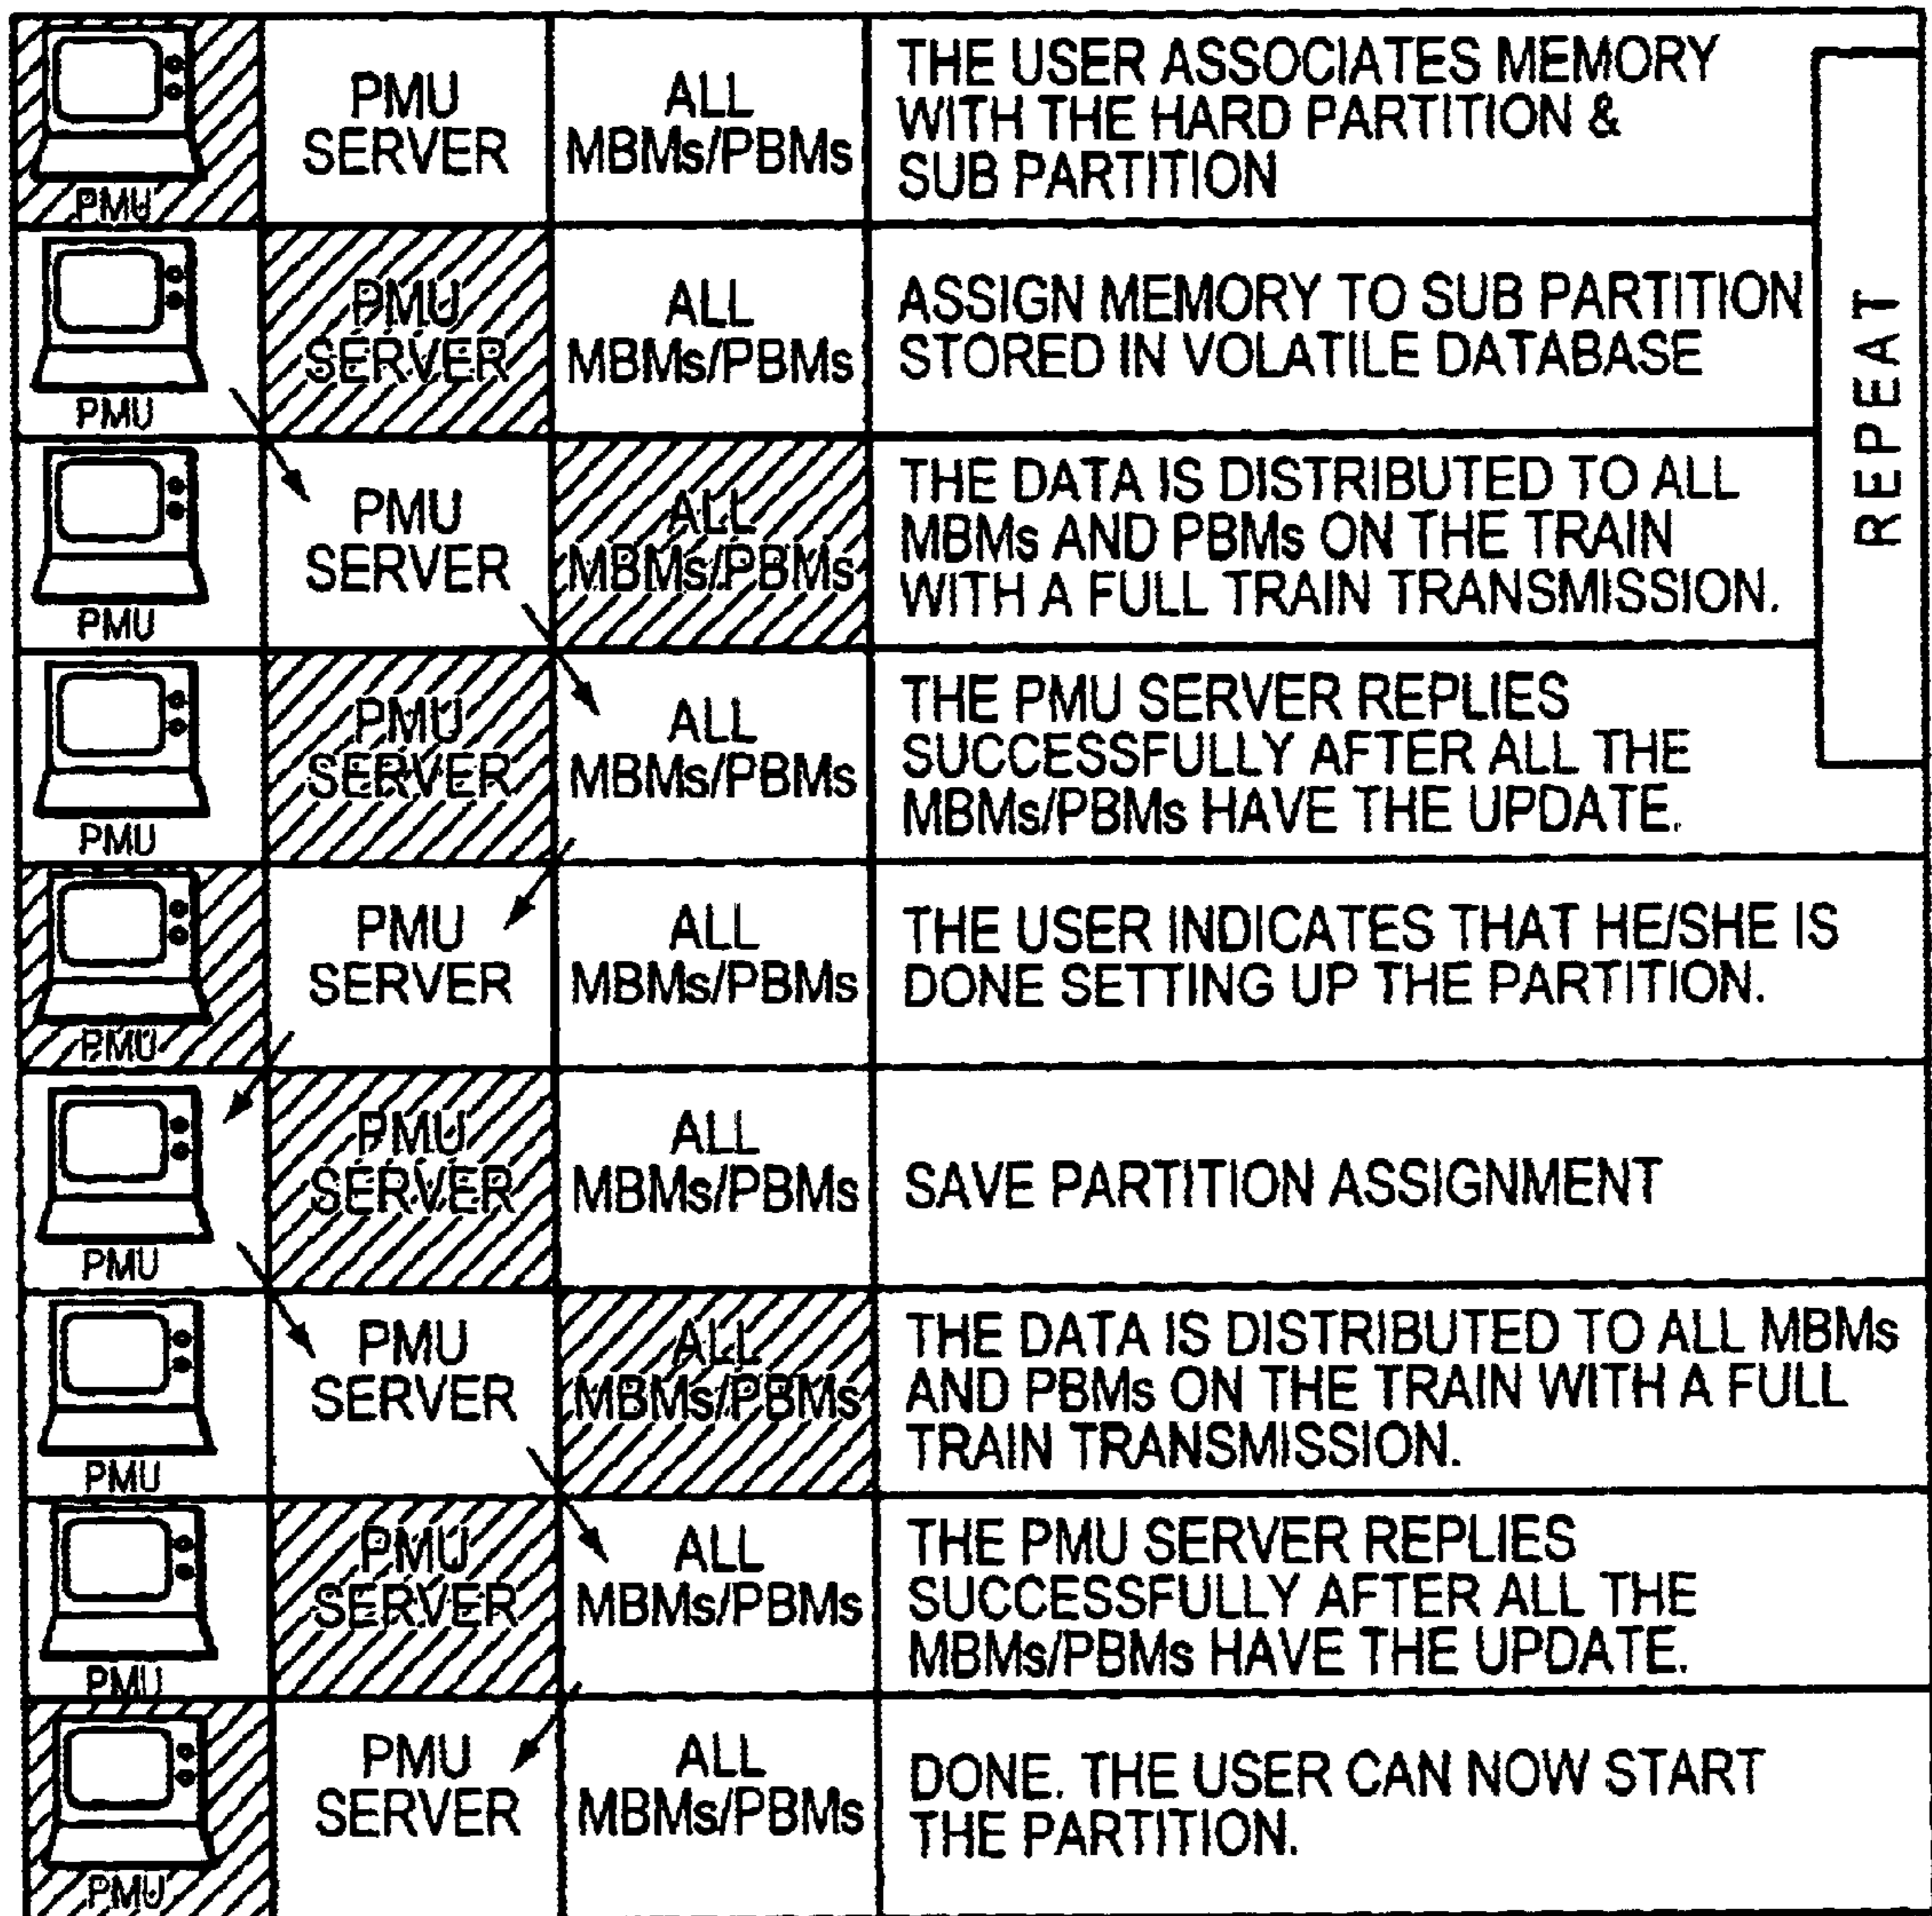 PMU
PMU
SERVER
ALL
MBMs/PBMs
THE USER ASSOCIATES MEMORY
WITH THE HARD PARTITION &
SUB PARTITION
REPEAT
PMU
PMU
SERVER
ALL
MBMs/PBMs
ASSIGN MEMORY TO SUB PARTITION
STORED IN VOLATILE DATABASE
PMU
PMU
SERVER
ALL
MBMs/PBMs
THE DATA IS DISTRIBUTED TO ALL
MBMs AND PBMs ON THE TRAIN
WITH A FULL TRAIN TRANSMISSION.
PMU
PMU
SERVER
ALL
MBMs/PBMs
THE PMU SERVER REPLIES
SUCCESSFULLY AFTER ALL THE
MBMs/PBMs HAVE THE UPDATE.
PMU
PMU
SERVER
ALL
MBMs/PBMs
THE USER INDICATES THAT HE/SHE IS
DONE SETTING UP THE PARTITION.
PMU
PMU
SERVER
ALL
MBMs/PBMs
SAVE PARTITION ASSIGNMENT
PMU
PMU
SERVER
ALL
MBMs/PBMs
THE DATA IS DISTRIBUTED TO ALL MBMs
AND PBMs ON THE TRAIN WITH A FULL
TRAIN TRANSMISSION.
PMU
PMU
SERVER
ALL
MBMs/PBMs
THE PMU SERVER REPLIES
SUCCESSFULLY AFTER ALL THE
MBMs/PBMs HAVE THE UPDATE.
PMU
PMU
SERVER
ALL
MBMs/PBMs
DONE. THE USER CAN NOW START
THE PARTITION.